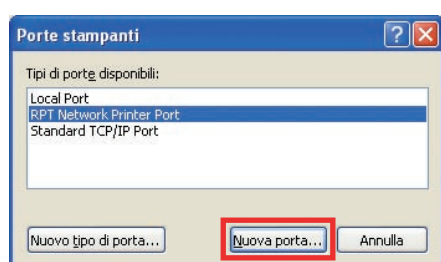 Porte stampanti
Tipi di porte disponibili:
Local Port
RPT Network Printer Port
Standard TCP/IP Port
Nuovo tipo di porta... Nuova porta... Annulla